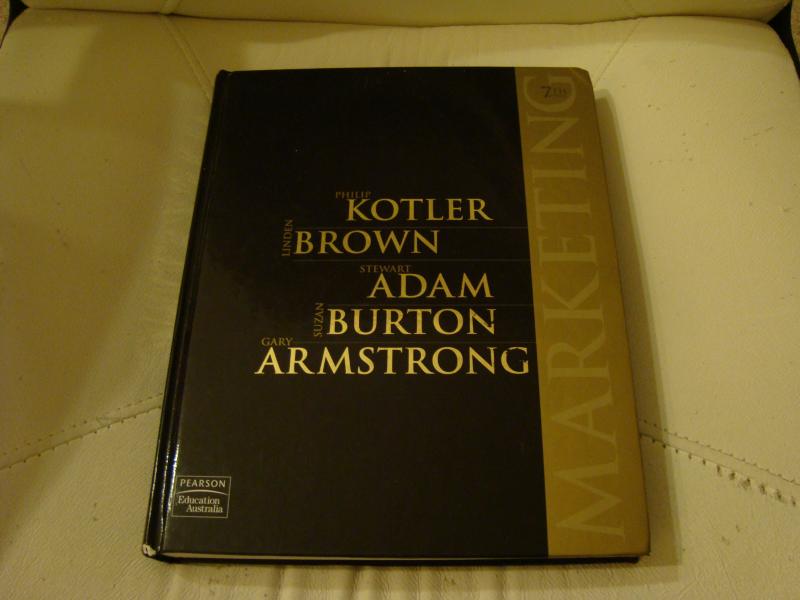 7TH
MARKETING
PHILIP
KOTLER
LINDEN
BROWN
STEWART
ADAM
SUZAN
BURTON
GARY
ARMSTRONG
PEARSON
Education
Australia